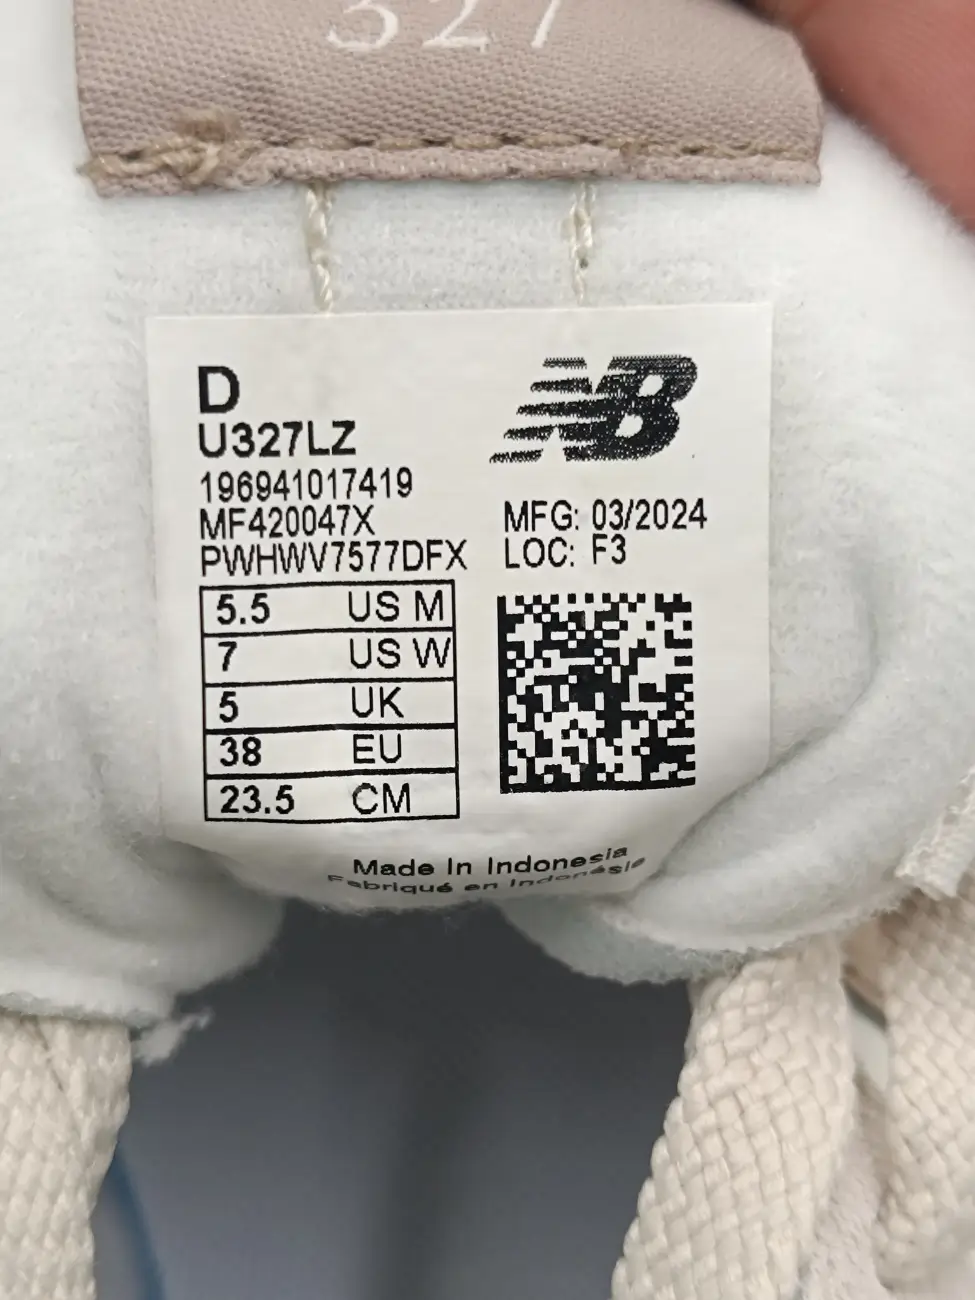 327
D
U327LZ
196941017419
MF420047X
PWHWV7577DFX
NB
MFG: 03/2024
LOC: F3
5.5 US M
7 US W
5 UK
38 EU
23.5 CM
Made In Indonesia
Fabriqué en Indonésie